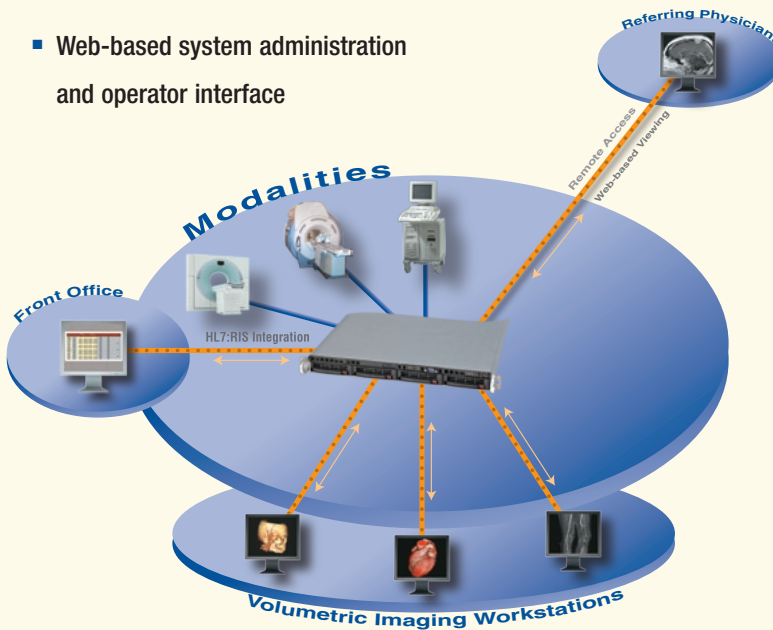 ■ Web-based system administration
and operator interface
Referring Physicians
Remote Access
Web-based Viewing
Modalities
Front Office
HL7:RIS Integration
Volumetric Imaging Workstations